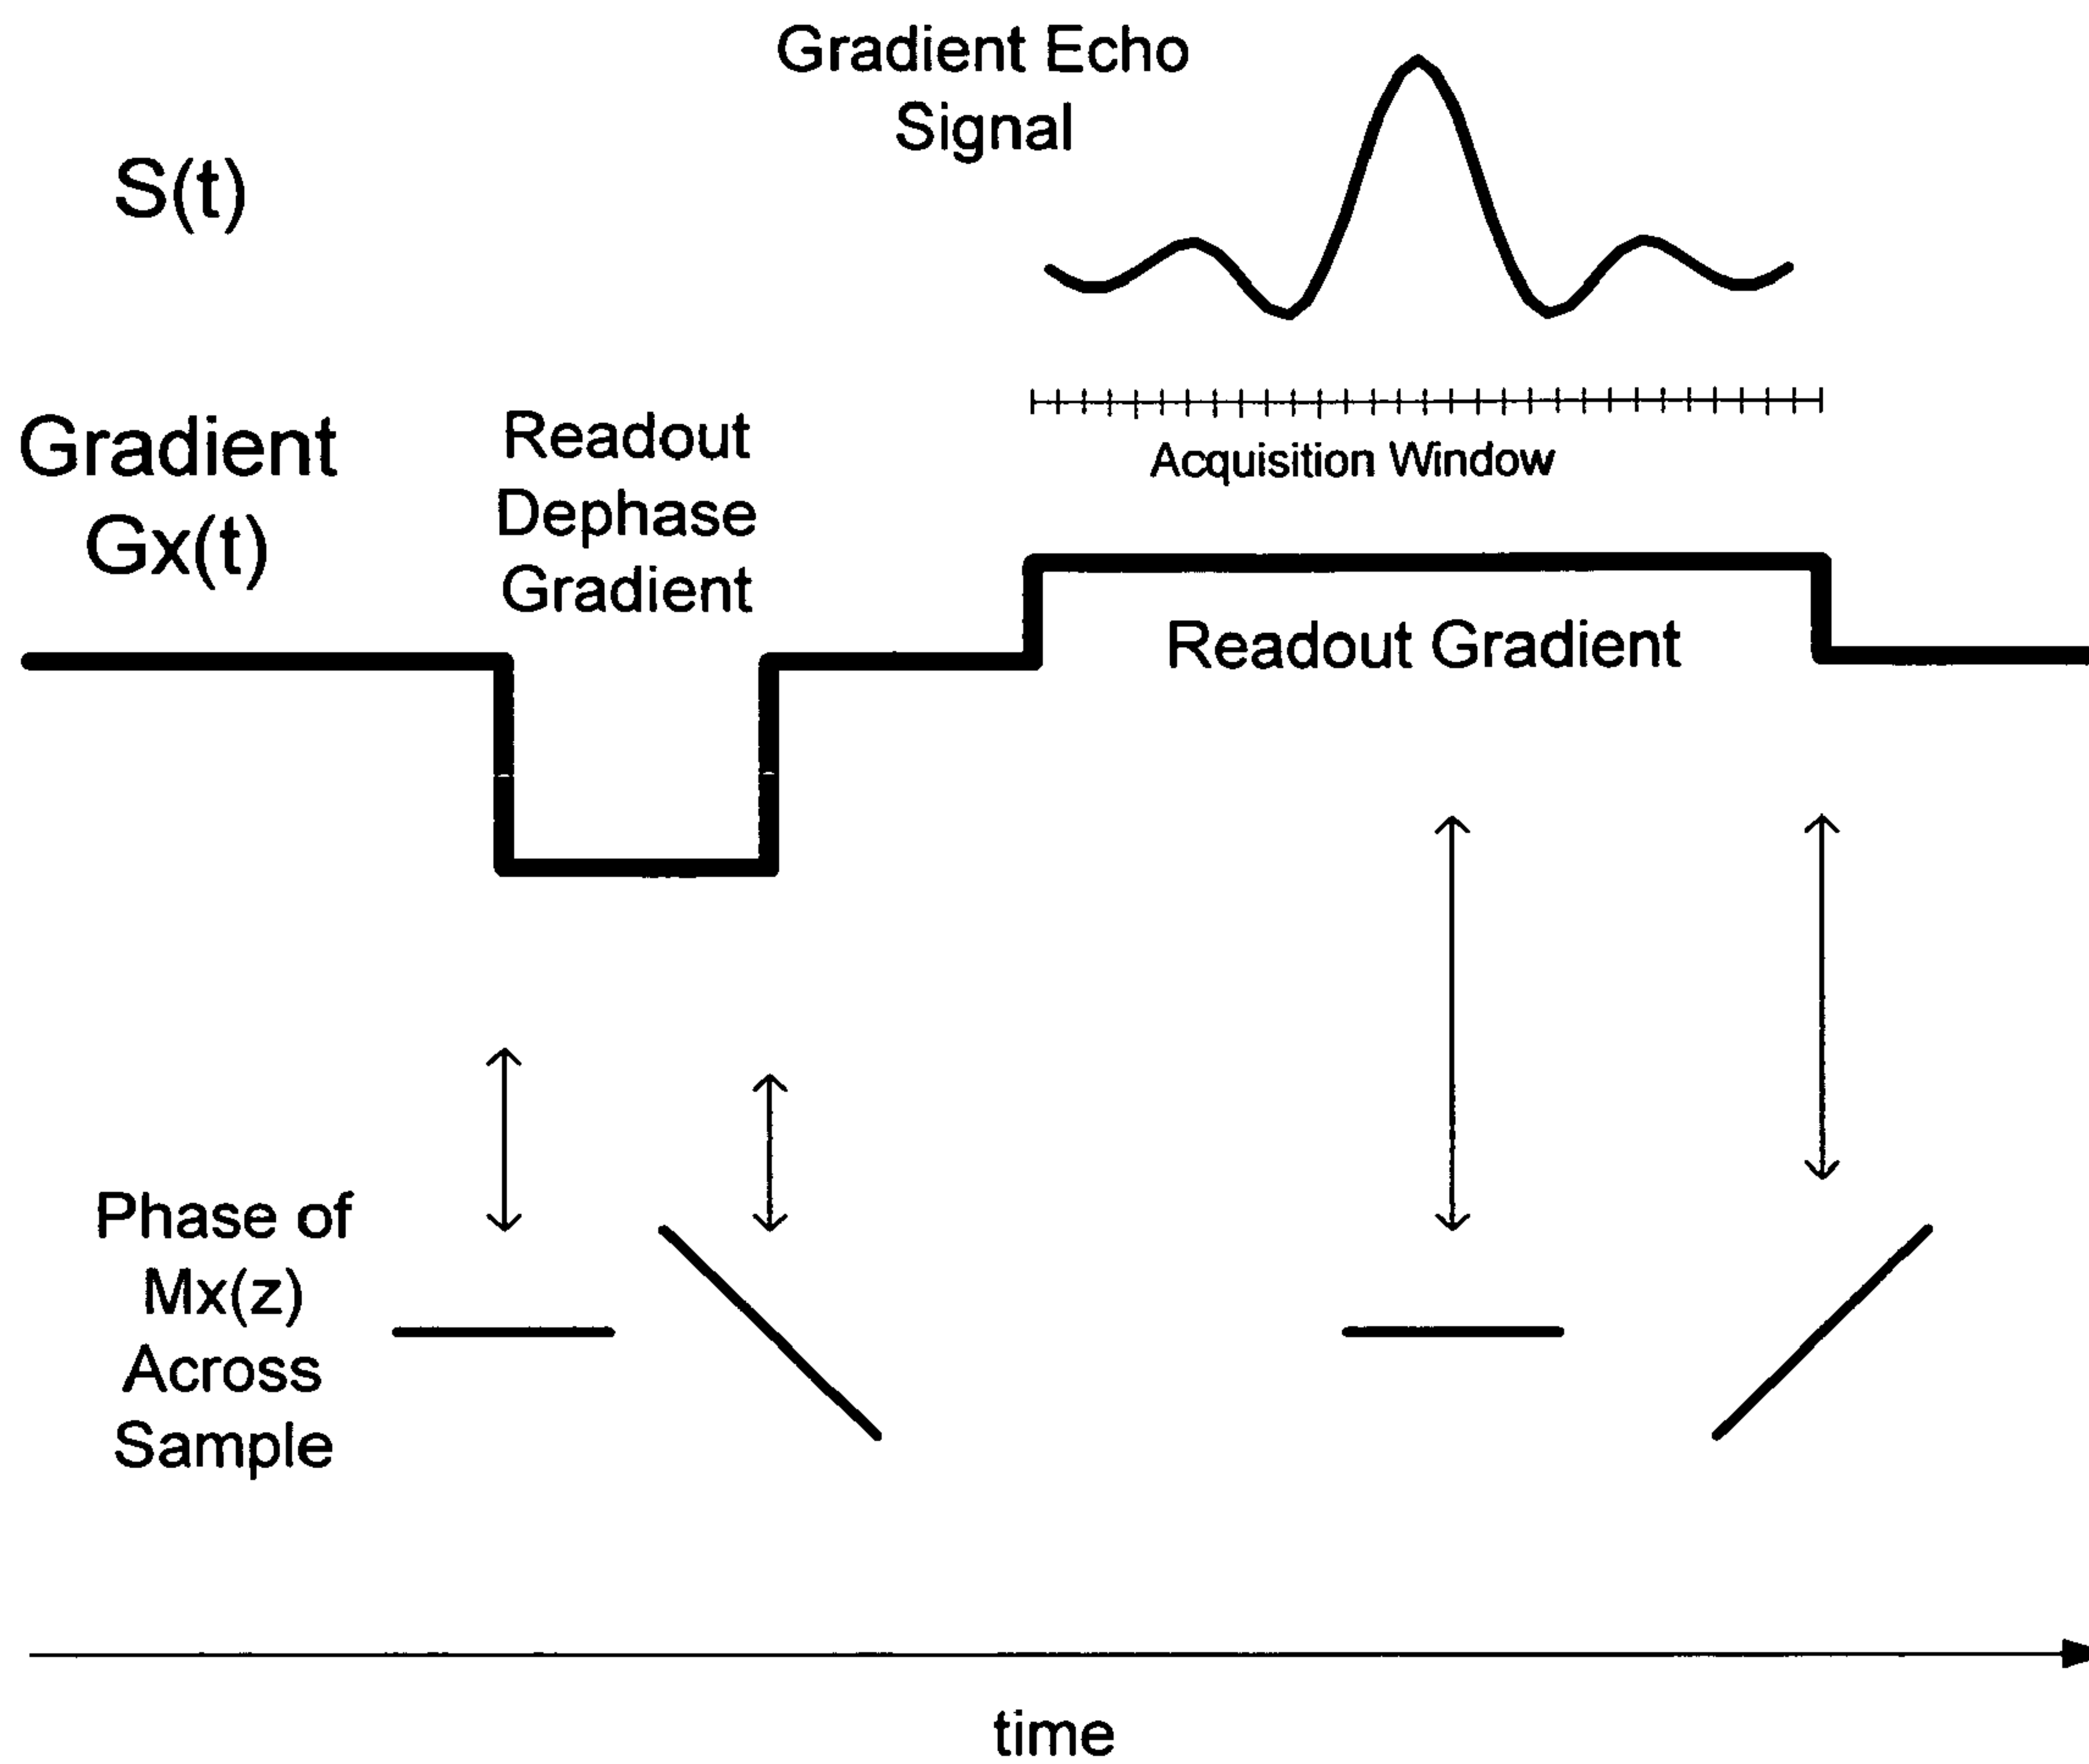 Gradient Echo
Signal
S(t)
Gradient
Gx(t)
Readout
Dephase
Gradient
Acquisition Window
Readout Gradient
Phase of
Mx(z)
Across
Sample
time